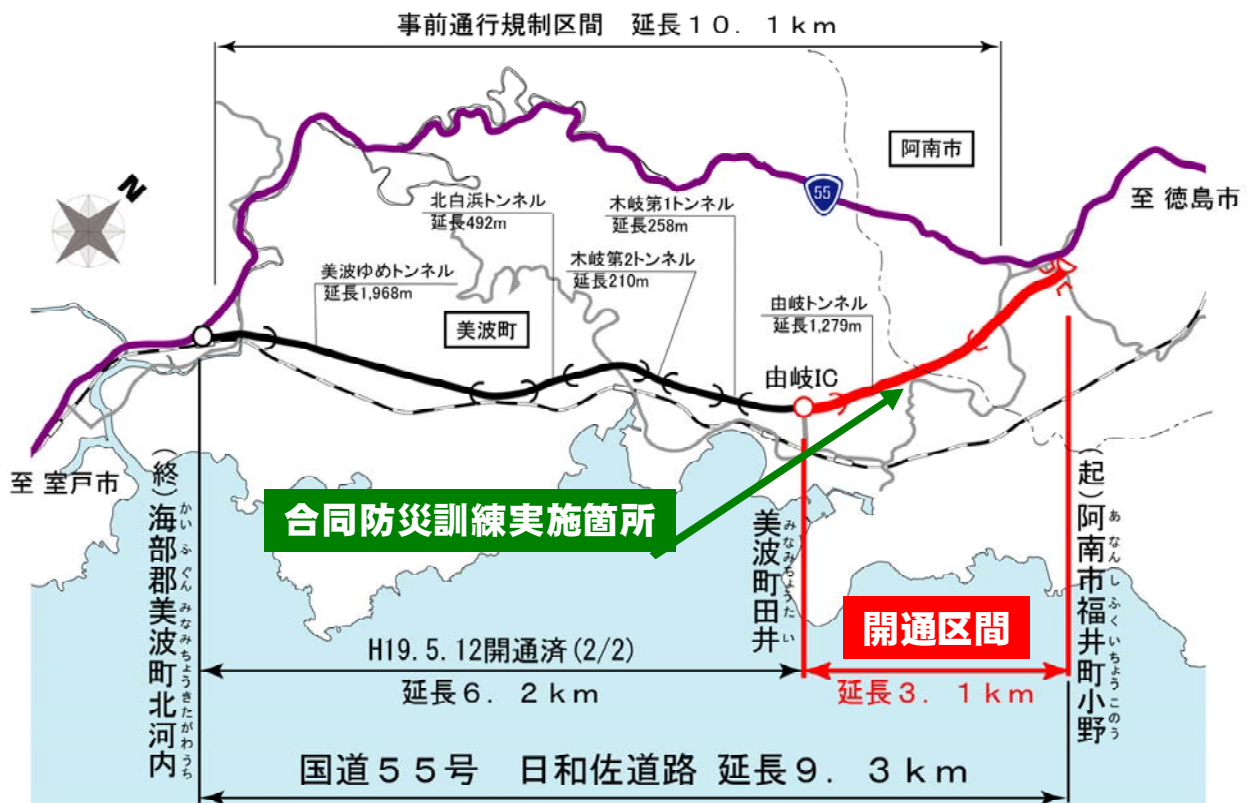 事前通行規制区間　延長１０．１ｋｍ
N
阿南市
55
至 徳島市
北白浜トンネル
延長492m
木岐第1トンネル
延長258m
美波ゆめトンネル
延長1,968m
木岐第2トンネル
延長210m
由岐トンネル
延長1,279m
美波町
由岐IC
至 室戸市
合同防災訓練実施箇所
（終）海部郡美波町北河内
かいふぐんみなみちょうきたがわうち
美波町田井
みなみちょうたい
（起）阿南市福井町小野
あなんしふくいちょうこのう
開通区間
H19.5.12開通済(2/2)
延長６．２ｋｍ
延長３．１ｋｍ
国道５５号　日和佐道路 延長９．３ｋｍ